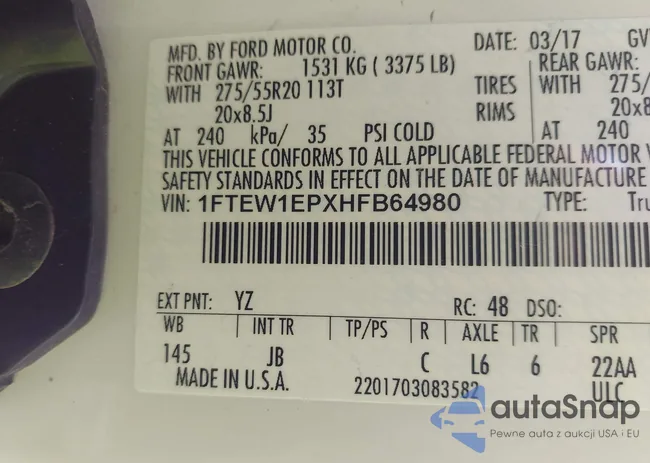 MFD. BY FORD MOTOR CO. DATE: 03/17 GV
FRONT GAWR: 1531 KG ( 3375 LB) REAR GAWR:
WITH 275/55R20 113T TIRES WITH 275/
20x8.5J RIMS 20x8
AT 240 kPa/ 35 PSI COLD AT 240
THIS VEHICLE CONFORMS TO ALL APPLICABLE FEDERAL MOTOR V
SAFETY STANDARDS IN EFFECT ON THE DATE OF MANUFACTURE
VIN: 1FTEW1EPXHFB64980 TYPE: Tru
EXT PNT: YZ RC: 48 DSO:
WB INT TR TP/PS R AXLE TR SPR
145 JB C L6 6 22AA
MADE IN U.S.A. 2201703083582 ULC
autaSnap
Pewne auta z aukcji USA i EU